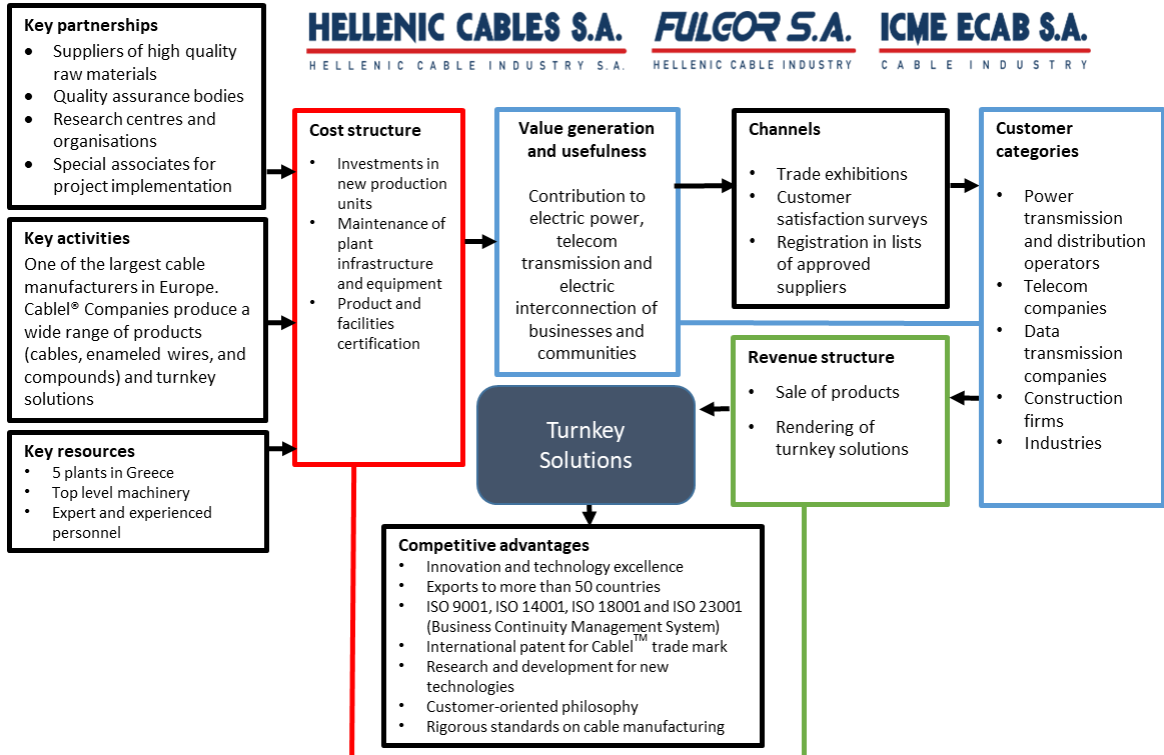 Key partnerships
• Suppliers of high quality
raw materials
• Quality assurance bodies
• Research centres and
organisations
• Special associates for
project implementation
HELLENIC CABLES S.A.
HELLENIC CABLE INDUSTRY S.A.
FULGOR S.A.
HELLENIC CABLE INDUSTRY
ICME ECAB S.A.
CABLE INDUSTRY
Key activities
One of the largest cable
manufacturers in Europe.
Cablel® Companies produce a
wide range of products
(cables, enameled wires, and
compounds) and turnkey
solutions
Key resources
• 5 plants in Greece
• Top level machinery
• Expert and experienced
personnel
Cost structure
• Investments in
new production
units
• Maintenance of
plant
infrastructure
and equipment
• Product and
facilities
certification
Value generation
and usefulness
Contribution to
electric power,
telecom
transmission and
electric
interconnection of
businesses and
communities
Channels
• Trade exhibitions
• Customer
satisfaction surveys
• Registration in lists
of approved
suppliers
Customer
categories
• Power
transmission
and distribution
operators
• Telecom
companies
• Data
transmission
companies
• Construction
firms
• Industries
Revenue structure
• Sale of products
• Rendering of
turnkey solutions
Turnkey
Solutions
Competitive advantages
• Innovation and technology excellence
• Exports to more than 50 countries
• ISO 9001, ISO 14001, ISO 18001 and ISO 23001
(Business Continuity Management System)
• International patent for Cablel™ trade mark
• Research and development for new
technologies
• Customer-oriented philosophy
• Rigorous standards on cable manufacturing